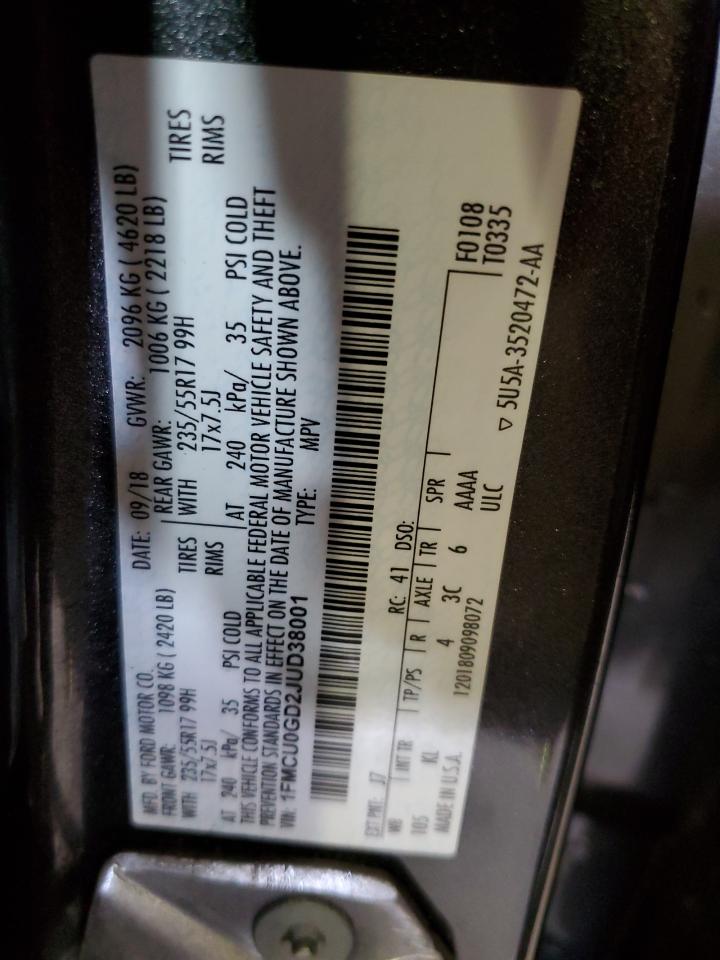 MFD. BY FORD MOTOR CO. DATE: 09/18 GVWR: 2096 KG ( 4620 LB)
FRONT GAWR: 1098 KG ( 2420 LB) REAR GAWR: 1006 KG ( 2218 LB)
WITH 235/55R17 99H TIRES WITH 235/55R17 99H TIRES
17x7.5J RIMS 17x7.5J RIMS
AT 240 kPa/ 35 PSI COLD AT 240 kPa/ 35 PSI COLD
THIS VEHICLE CONFORMS TO ALL APPLICABLE FEDERAL MOTOR VEHICLE SAFETY AND THEFT
PREVENTION STANDARDS IN EFFECT ON THE DATE OF MANUFACTURE SHOWN ABOVE.
VIN: 1FMCU0GD2JUD38001 TYPE: MPV
EXT PNT: J7 RC: 41 DSO:
WB INT TR TP/PS R AXLE TR SPR F0108
105 KL 4 3C 6 AAAA T0335
MADE IN U.S.A. 1201809098072 ULC ▽ 5U5A-3520472-AA